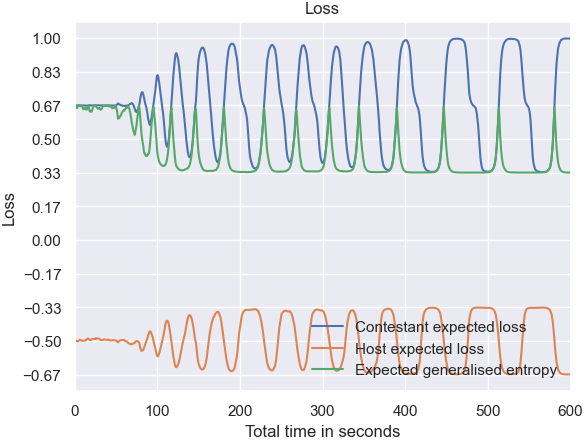 Loss
1.00
0.83
0.67
0.50
0.33
0.17
0.00
−0.17
−0.33
−0.50
−0.67
Loss
Contestant expected loss
Host expected loss
Expected generalised entropy
0 100 200 300 400 500 600
Total time in seconds